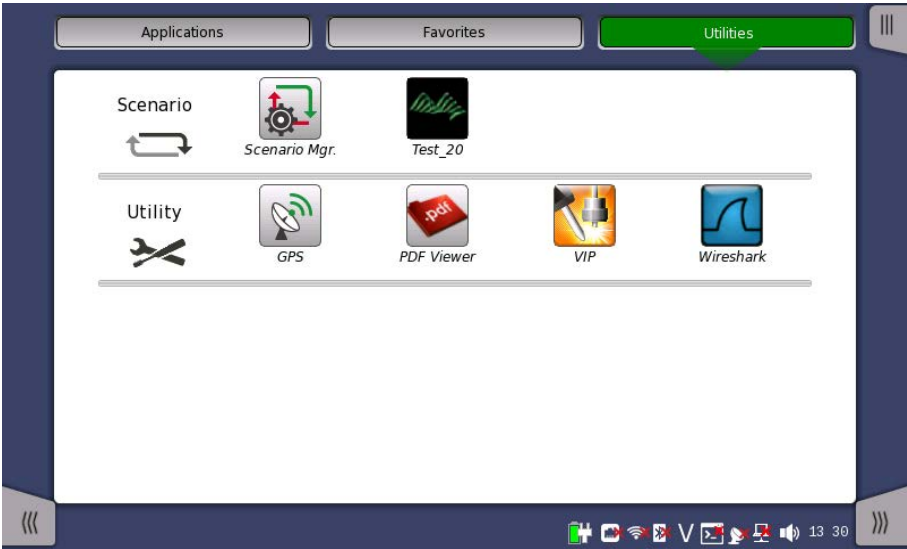 Applications
Favorites
Utilities
Scenario
Scenario Mgr.
Test_20
Utility
.pdf
GPS
PDF Viewer
VIP
Wireshark
V
13 30